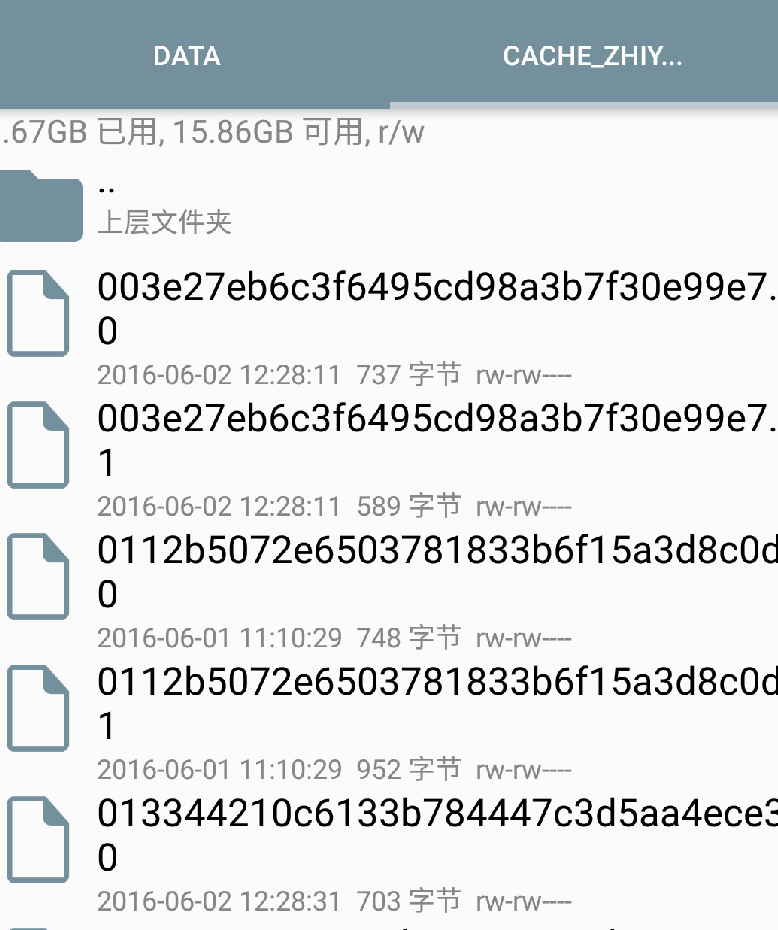 DATA
CACHE_ZHIY...
.67GB 已用, 15.86GB 可用, r/w
..
上层文件夹
003e27eb6c3f6495cd98a3b7f30e99e7.
0
2016-06-02 12:28:11 737 字节 rw-rw----
003e27eb6c3f6495cd98a3b7f30e99e7.
1
2016-06-02 12:28:11 589 字节 rw-rw----
0112b5072e6503781833b6f15a3d8c0d
0
2016-06-01 11:10:29 748 字节 rw-rw----
0112b5072e6503781833b6f15a3d8c0d
1
2016-06-01 11:10:29 952 字节 rw-rw----
013344210c6133b784447c3d5aa4ece3
0
2016-06-02 12:28:31 703 字节 rw-rw----